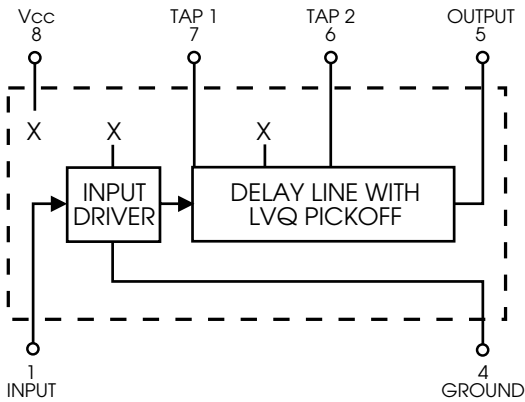 Vcc
8
TAP 1
7
TAP 2
6
OUTPUT
5
X
X
X
INPUT
DRIVER
DELAY LINE WITH
LVQ PICKOFF
1
INPUT
4
GROUND